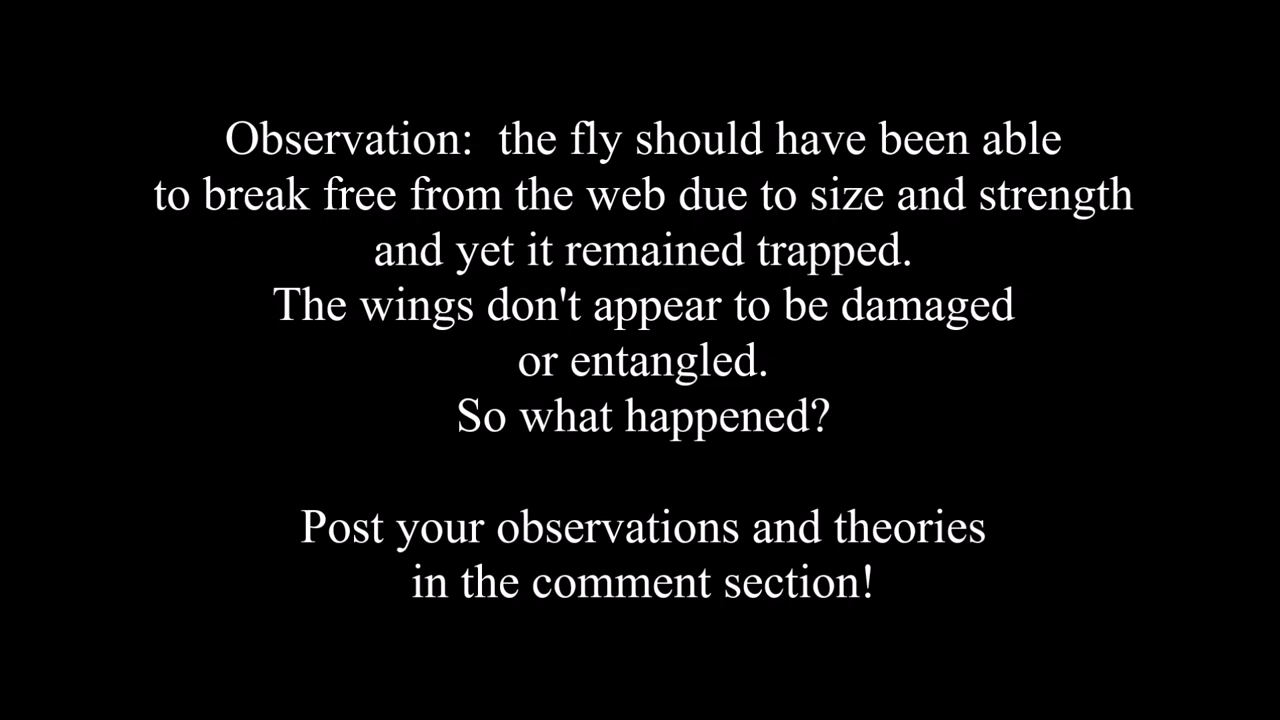 Observation:  the fly should have been able
to break free from the web due to size and strength
and yet it remained trapped.
The wings don't appear to be damaged
or entangled.
So what happened?
Post your observations and theories
in the comment section!